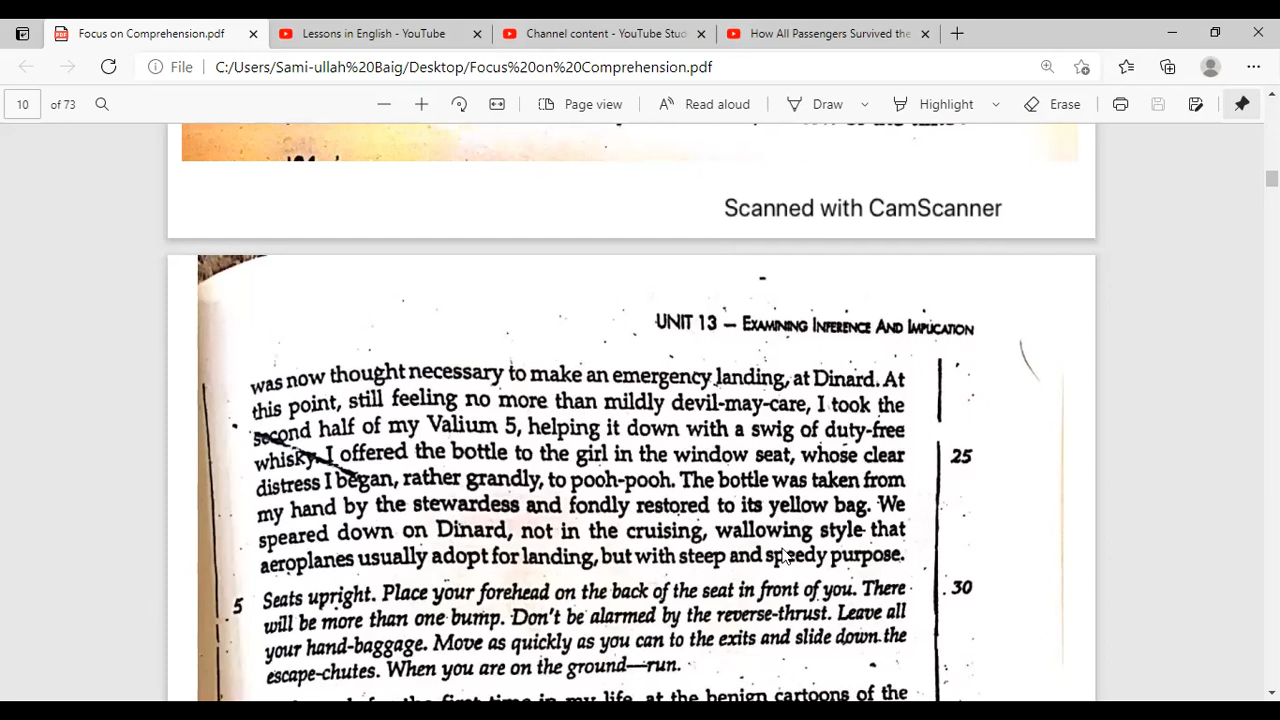 Focus on Comprehension.pdf
Lessons in English - YouTube
Channel content - YouTube Stud
How All Passengers Survived the
File
C:/Users/Sami-ullah%20Baig/Desktop/Focus%20on%20Comprehension.pdf
10 of 73
Page view
Read aloud
Draw
Highlight
Erase
Scanned with CamScanner
UNIT 13 – EXAMINING INFERENCE AND IMPLICATION
was now thought necessary to make an emergency landing, at Dinard. At
this point, still feeling no more than mildly devil-may-care, I took the
second half of my Valium 5, helping it down with a swig of duty-free
whisky. I offered the bottle to the girl in the window seat, whose clear
25
distress I began, rather grandly, to pooh-pooh. The bottle was taken from
my hand by the stewardess and fondly restored to its yellow bag. We
speared down on Dinard, not in the cruising, wallowing style that
aeroplanes usually adopt for landing, but with steep and speedy purpose.
5 Seats upright. Place your forehead on the back of the seat in front of you. There
30
will be more than one bump. Don't be alarmed by the reverse-thrust. Leave all
your hand-baggage. Move as quickly as you can to the exits and slide down the
escape-chutes. When you are on the ground—run.
the first time in my life, at the benign cartoons of the